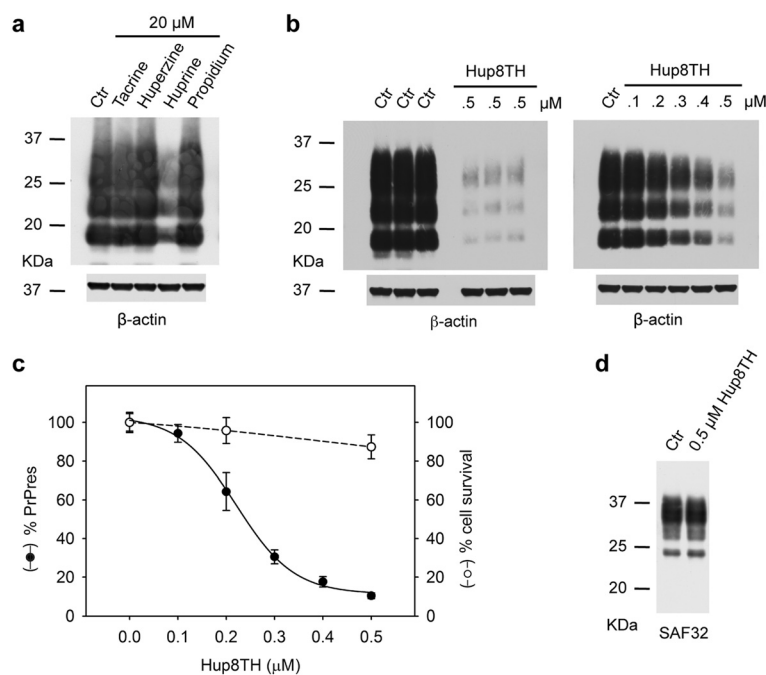 a
20 μM
Ctr
Tacrine
Huperzine
Huprine
Propidium
37
25
20
KDa
37
β-actin
b
Hup8TH
Ctr Ctr Ctr .5 .5 .5 μM
37
25
20
KDa
37
β-actin
Hup8TH
Ctr .1 .2 .3 .4 .5 μM
β-actin
c
(-●-) % PrPres
100
80
60
40
20
0
100
80
60
40
20
0
(-○-) % cell survival
0.0 0.1 0.2 0.3 0.4 0.5
Hup8TH (μM)
d
Ctr
0.5 μM Hup8TH
37
25
20
KDa
SAF32